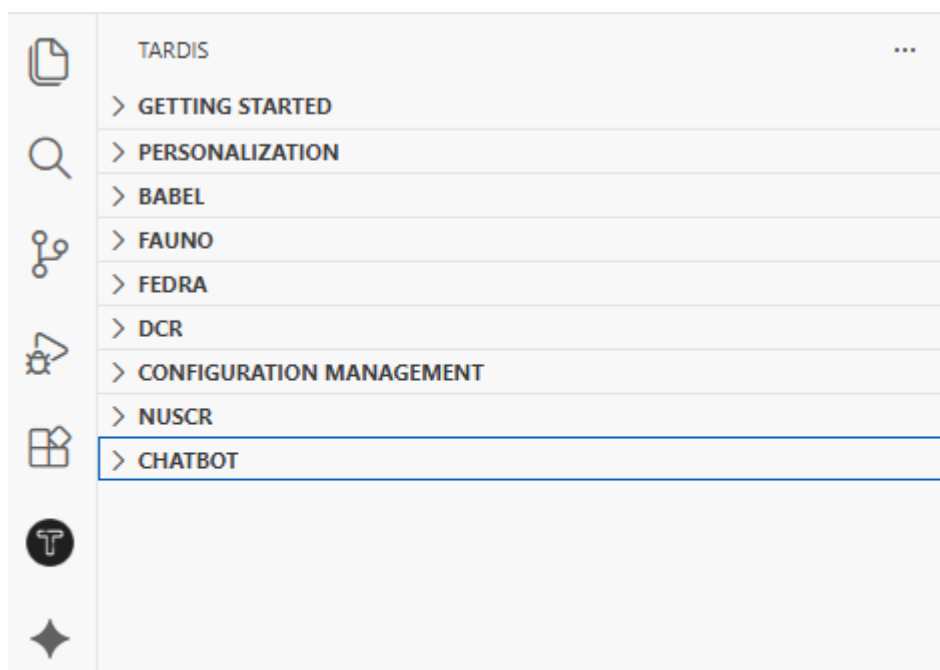 TARDIS
GETTING STARTED
PERSONALIZATION
BABEL
FAUNO
FEDRA
DCR
CONFIGURATION MANAGEMENT
NUSCR
CHATBOT
T